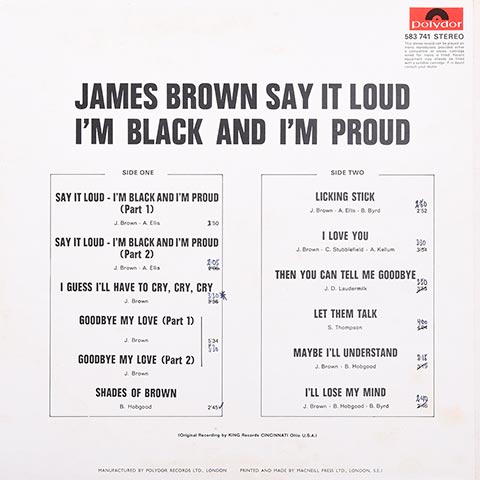 polydor
583 741 STEREO
JAMES BROWN SAY IT LOUD
I'M BLACK AND I'M PROUD
SIDE ONE
SAY IT LOUD - I'M BLACK AND I'M PROUD
(Part 1)
J. Brown - A. Ellis
SAY IT LOUD - I'M BLACK AND I'M PROUD
(Part 2)
J. Brown - A. Ellis
I GUESS I'LL HAVE TO CRY, CRY, CRY
J. Brown
GOODBYE MY LOVE (Part 1)
J. Brown 5:34
GOODBYE MY LOVE (Part 2)
J. Brown
SHADES OF BROWN
B. Hobgood 2:45
SIDE TWO
LICKING STICK
J. Brown - A. Ellis - B. Byrd 2:52
I LOVE YOU
J. Brown - C. Stubblefield - A. Kellum
THEN YOU CAN TELL ME GOODBYE
J. D. Laudermilk
LET THEM TALK
S. Thompson
MAYBE I'LL UNDERSTAND
J. Brown - B. Hobgood
I'LL LOSE MY MIND
J. Brown - B. Hobgood - B. Byrd
(Original Recording by KING Records CINCINNATI Ohio U.S.A.)
MANUFACTURED BY POLYDOR RECORDS LTD., LONDON PRINTED AND MADE BY MACNEILL PRESS LTD., LONDON, S.E.1